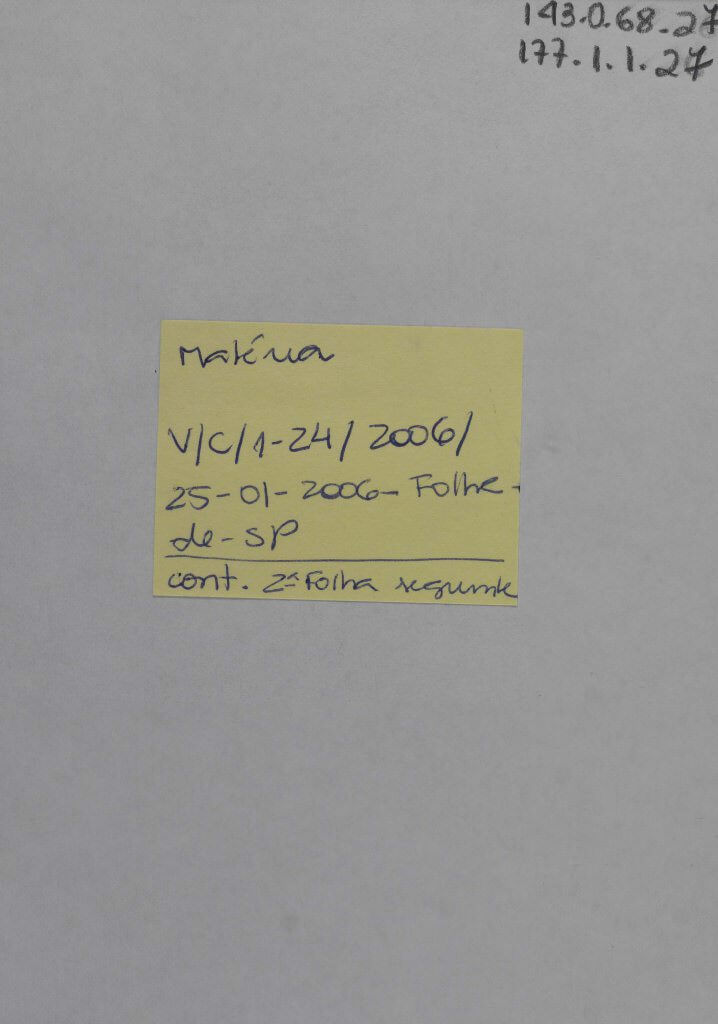 143.0.68.27
177.1.1.27
Matéria
V/C/1-24/2006/
25-01-2006-Folha-
de-SP
cont. 2ª Folha seguinte